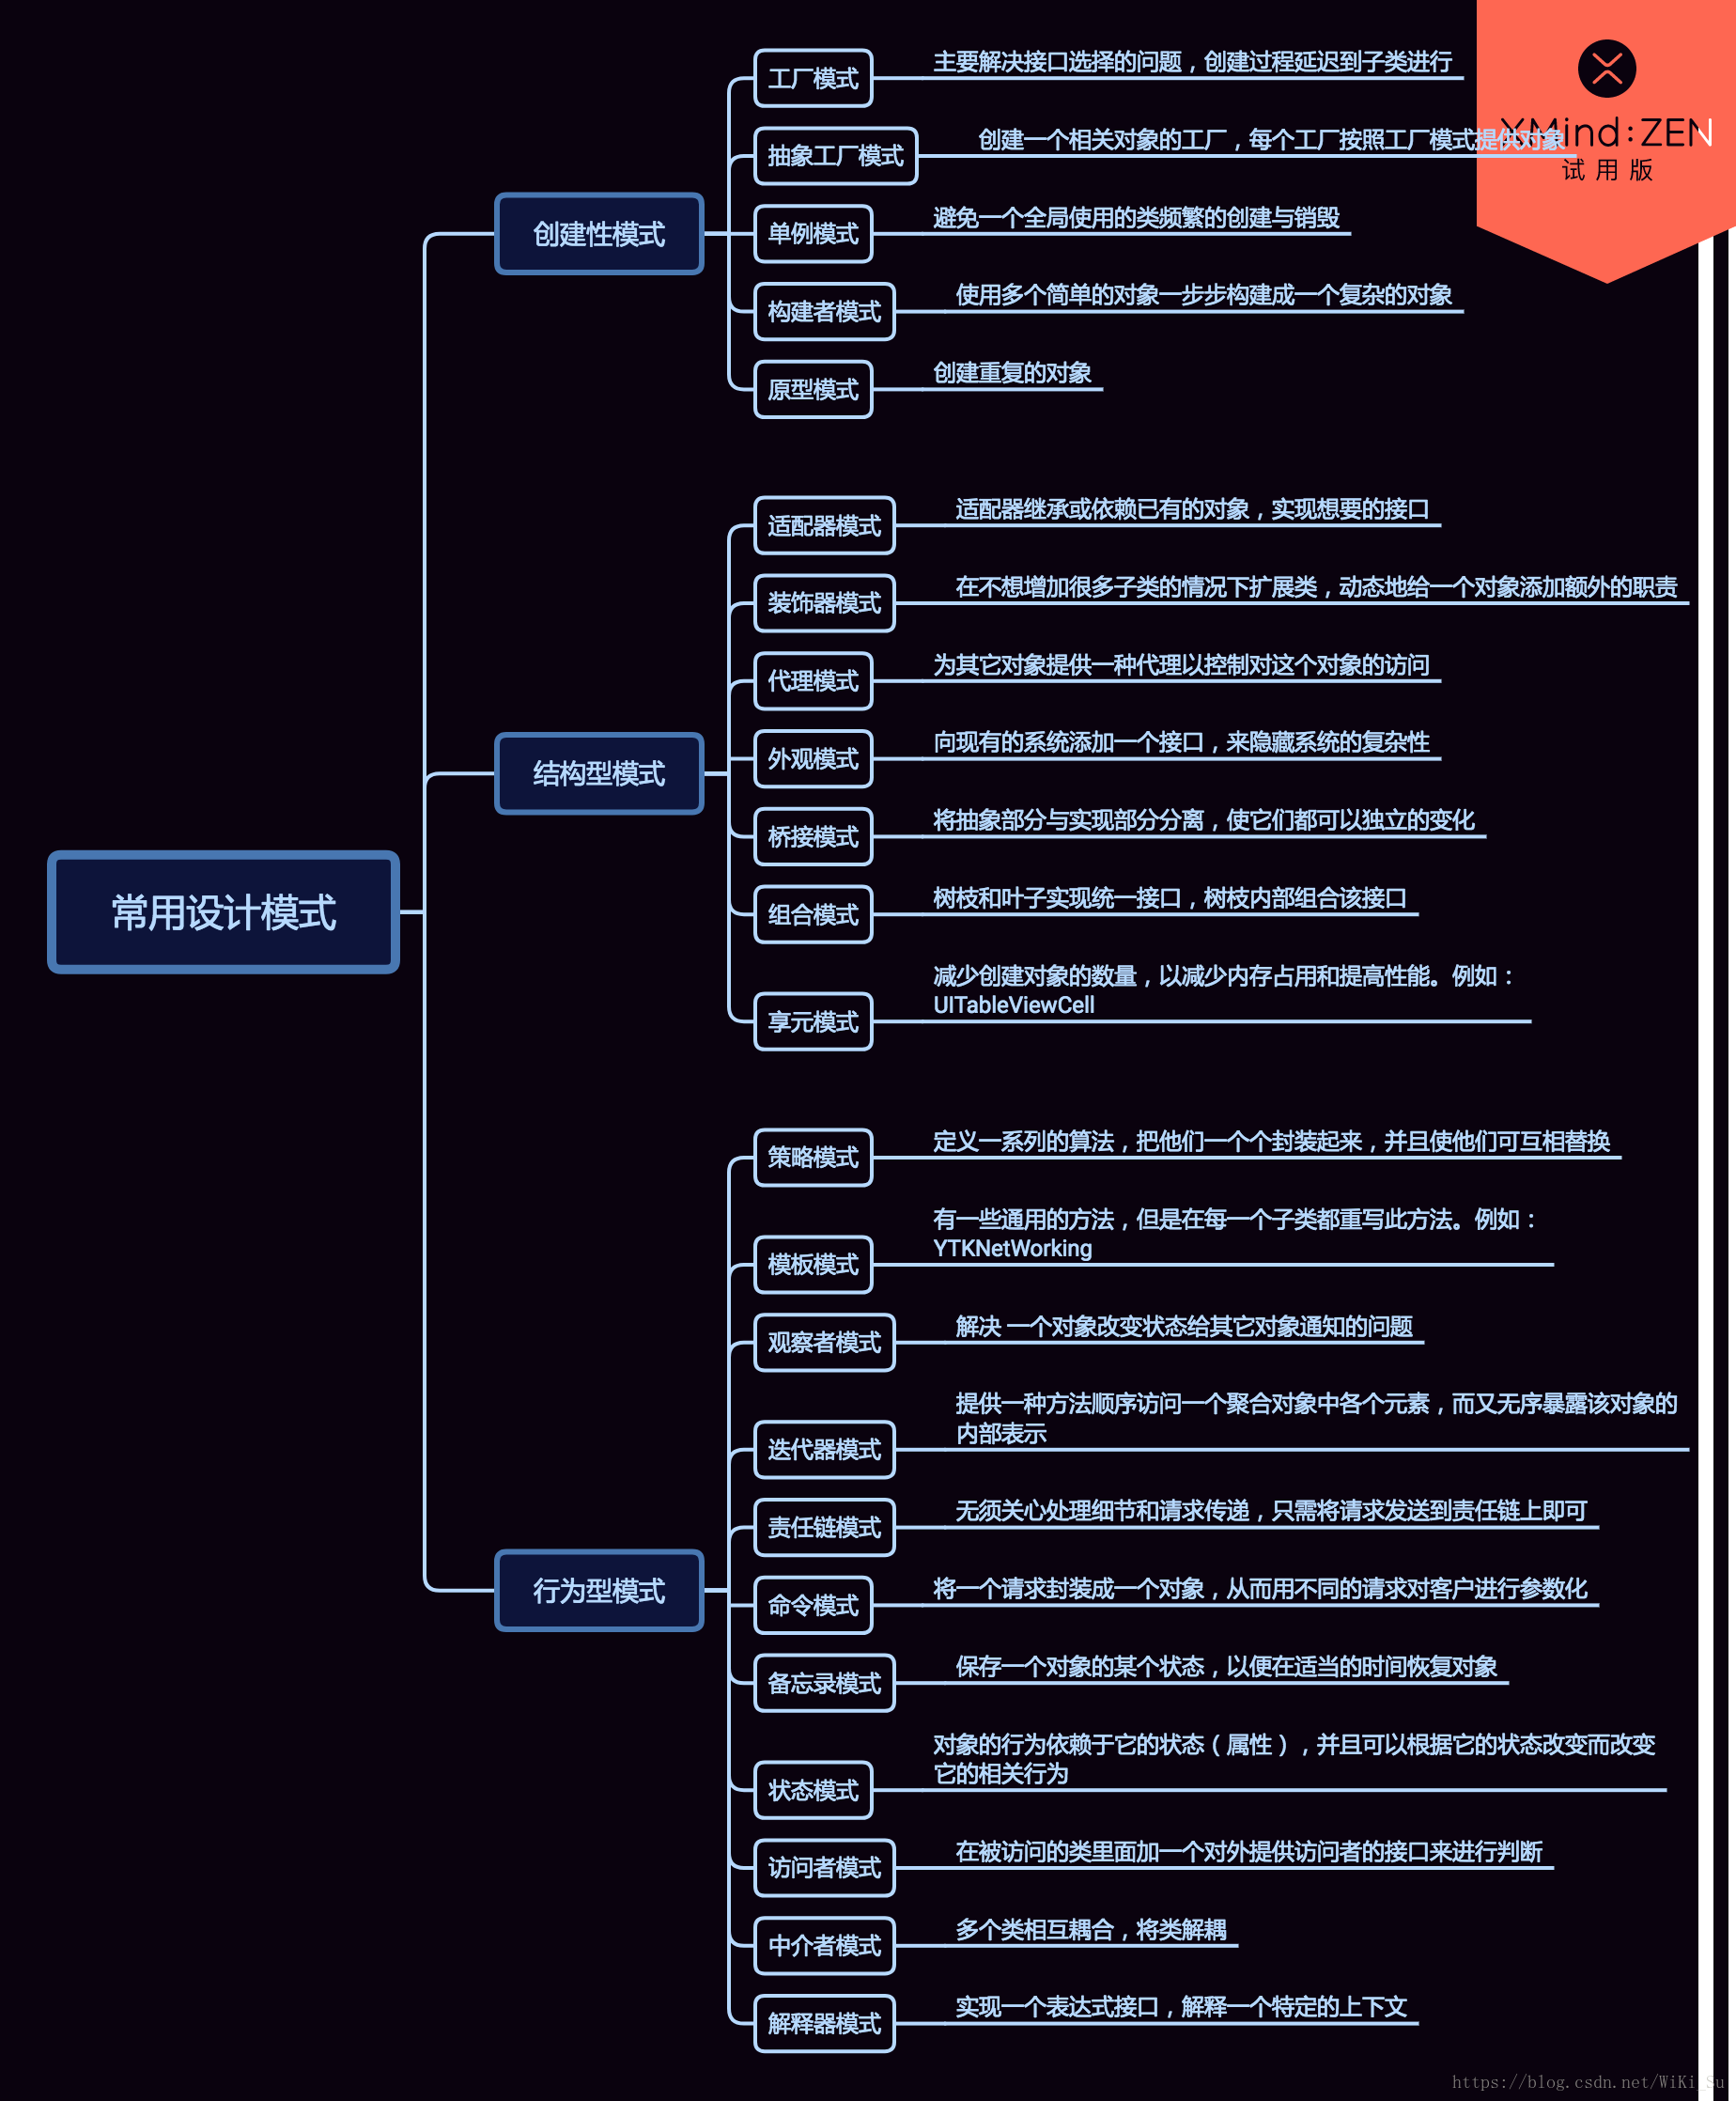 常用设计模式
创建性模式
工厂模式
主要解决接口选择的问题，创建过程延迟到子类进行
抽象工厂模式
创建一个相关对象的工厂，每个工厂按照工厂模式提供对象
单例模式
避免一个全局使用的类频繁的创建与销毁
构建者模式
使用多个简单的对象一步步构建成一个复杂的对象
原型模式
创建重复的对象
结构型模式
适配器模式
适配器继承或依赖已有的对象，实现想要的接口
装饰器模式
在不想增加很多子类的情况下扩展类，动态地给一个对象添加额外的职责
代理模式
为其它对象提供一种代理以控制对这个对象的访问
外观模式
向现有的系统添加一个接口，来隐藏系统的复杂性
桥接模式
将抽象部分与实现部分分离，使它们都可以独立的变化
组合模式
树枝和叶子实现统一接口，树枝内部组合该接口
享元模式
减少创建对象的数量，以减少内存占用和提高性能。例如：
UITableViewCell
行为型模式
策略模式
定义一系列的算法，把他们一个个封装起来，并且使他们可互相替换
模板模式
有一些通用的方法，但是在每一个子类都重写此方法。例如：
YTKNetWorking
观察者模式
解决 一个对象改变状态给其它对象通知的问题
迭代器模式
提供一种方法顺序访问一个聚合对象中各个元素，而又无序暴露该对象的
内部表示
责任链模式
无须关心处理细节和请求传递，只需将请求发送到责任链上即可
命令模式
将一个请求封装成一个对象，从而用不同的请求对客户进行参数化
备忘录模式
保存一个对象的某个状态，以便在适当的时间恢复对象
状态模式
对象的行为依赖于它的状态（属性），并且可以根据它的状态改变而改变
它的相关行为
访问者模式
在被访问的类里面加一个对外提供访问者的接口来进行判断
中介者模式
多个类相互耦合，将类解耦
解释器模式
实现一个表达式接口，解释一个特定的上下文
XMind:ZEN
试用版
https://blog.csdn.net/WiKi_Su